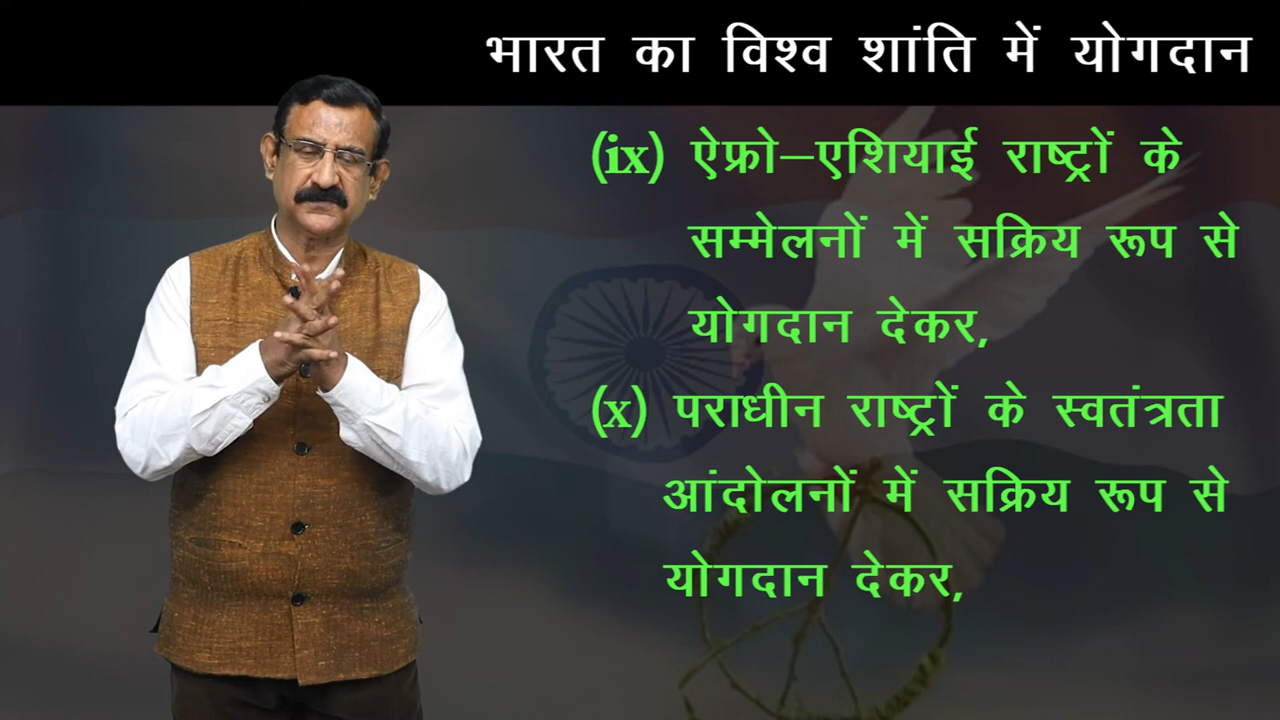 भारत का विश्व शांति में योगदान
(ix) ऐफ्रो–एशियाई राष्ट्रों के
सम्मेलनों में सक्रिय रूप से
योगदान देकर,
(x) पराधीन राष्ट्रों के स्वतंत्रता
आंदोलनों में सक्रिय रूप से
योगदान देकर,